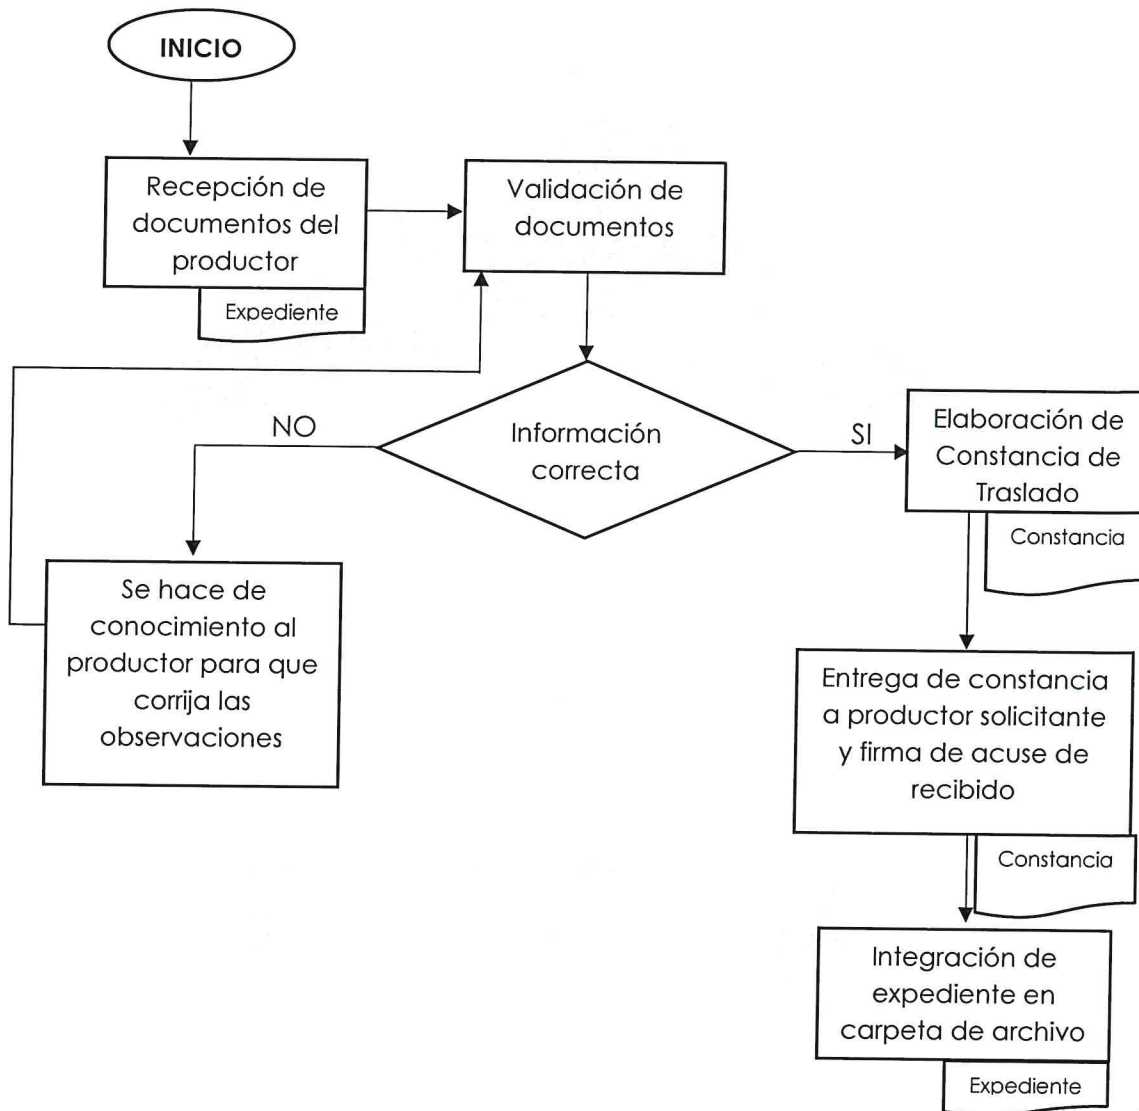 INICIO
Recepción de
documentos del
productor
Expediente
Validación de
documentos
Información
correcta
NO
SI
Se hace de
conocimiento al
productor para que
corrija las
observaciones
Elaboración de
Constancia de
Traslado
Constancia
Entrega de constancia
a productor solicitante
y firma de acuse de
recibido
Constancia
Integración de
expediente en
carpeta de archivo
Expediente